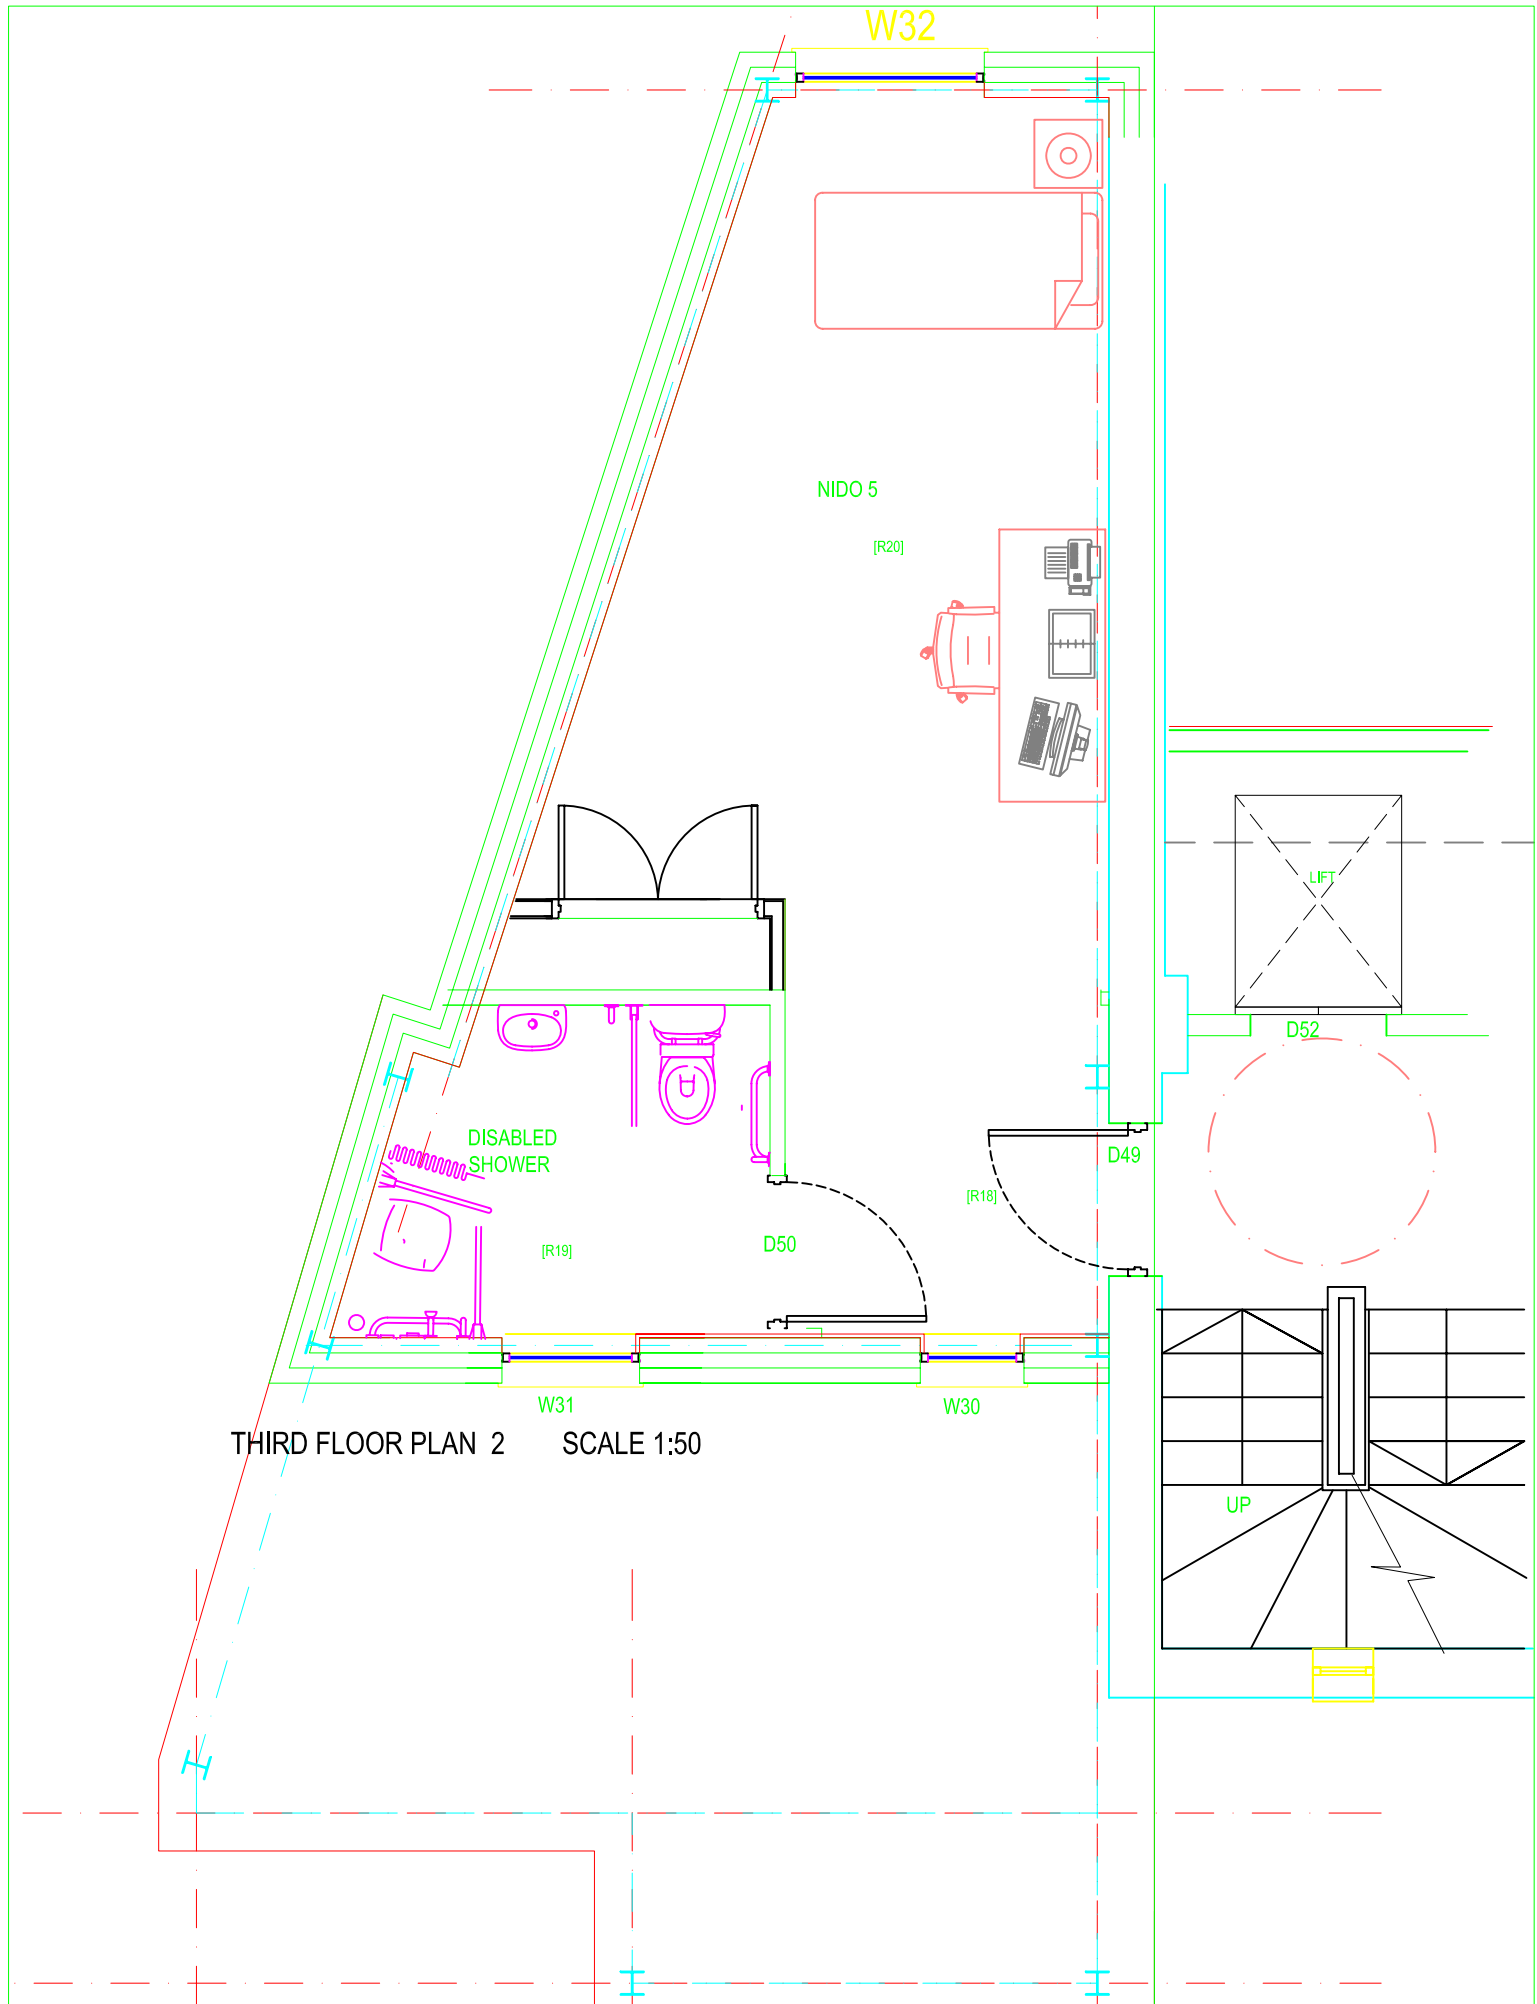 W32
NIDO 5
[R20]
LIFT
D52
DISABLED
SHOWER
D49
[R18]
D50
[R19]
W31
W30
THIRD FLOOR PLAN 2 SCALE 1:50
UP